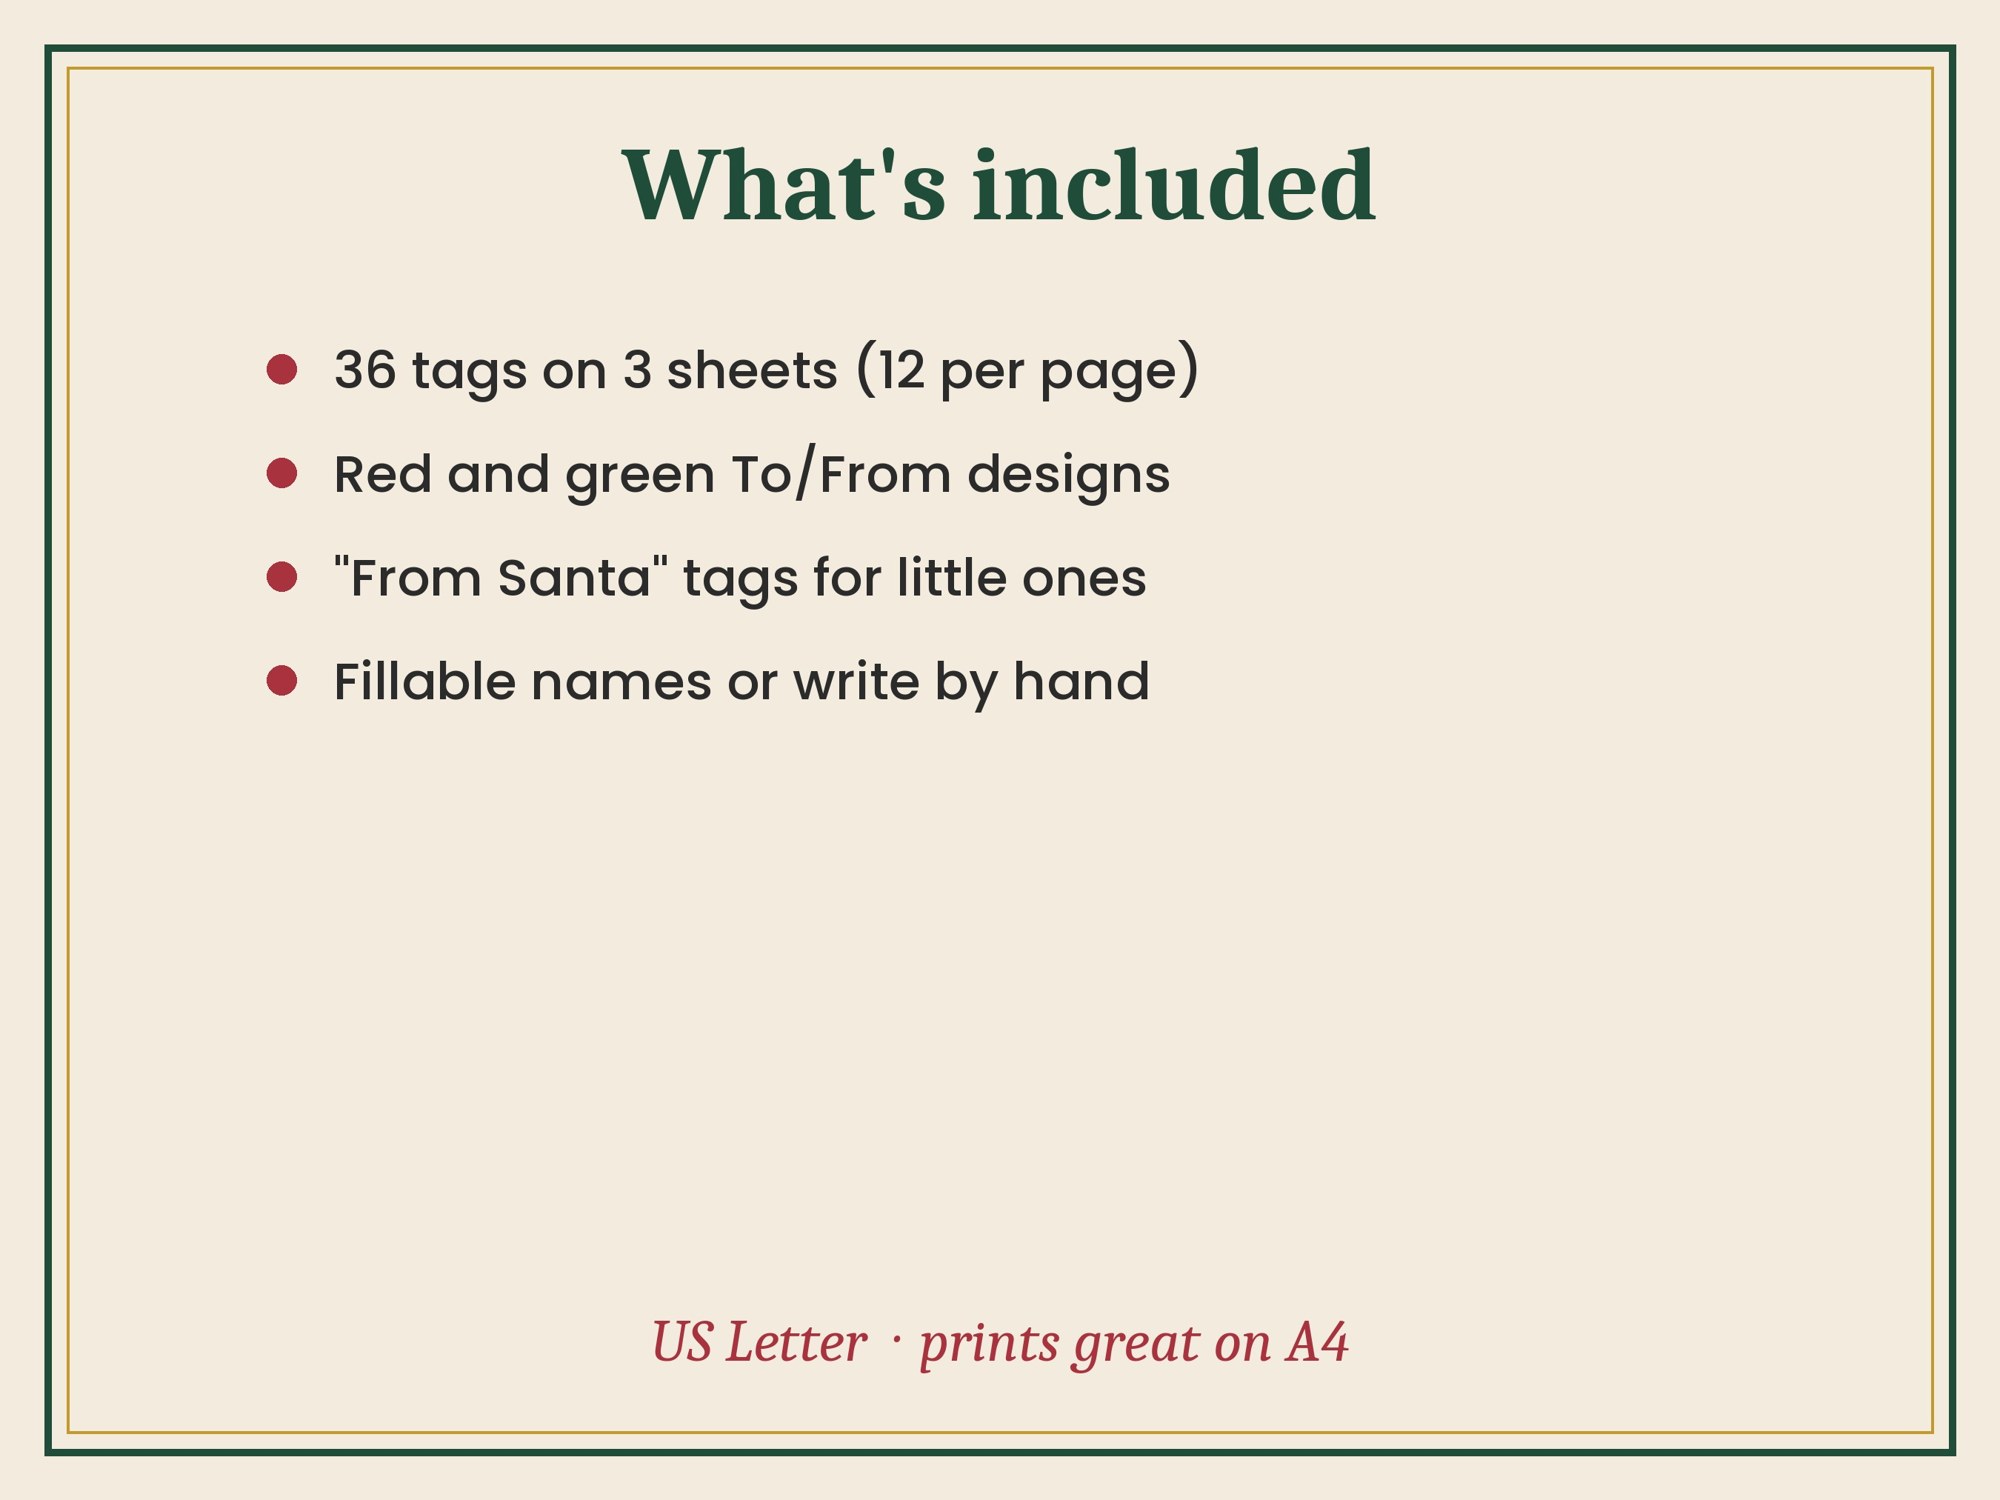 What's included
36 tags on 3 sheets (12 per page)
Red and green To/From designs
"From Santa" tags for little ones
Fillable names or write by hand
US Letter · prints great on A4